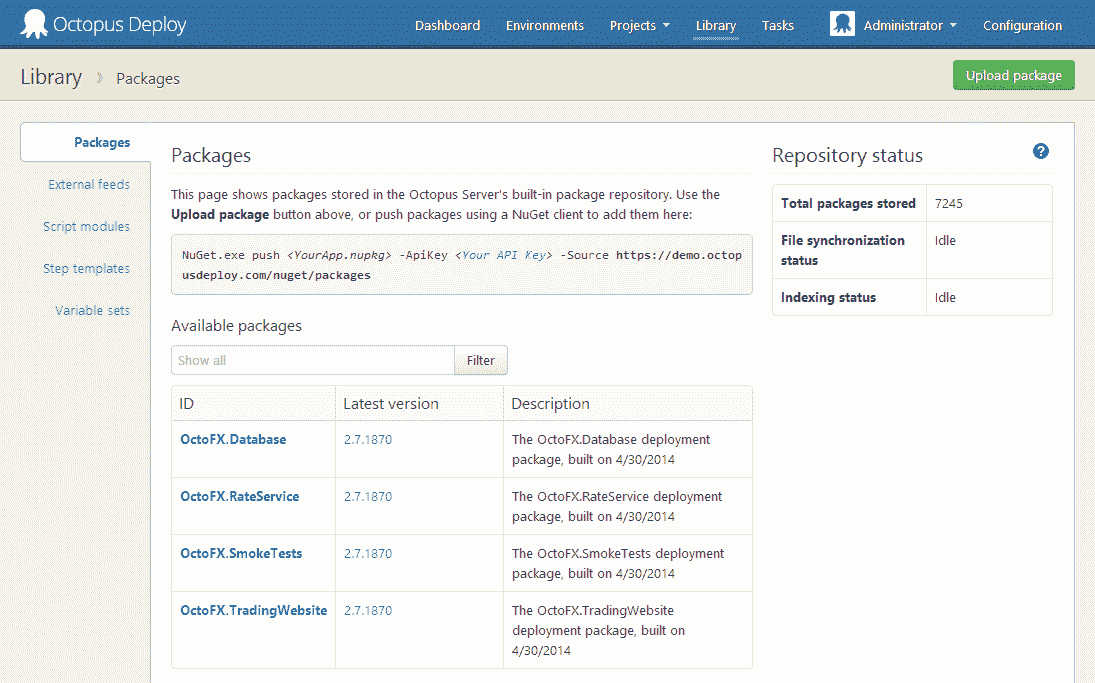 Octopus Deploy
Dashboard
Environments
Projects
Library
Tasks
Administrator
Configuration
Library
Packages
Upload package
Packages
External feeds
Script modules
Step templates
Variable sets
Packages
This page shows packages stored in the Octopus Server's built-in package repository. Use the
Upload package button above, or push packages using a NuGet client to add them here:
NuGet.exe push <YourApp.nupkg> -ApiKey <Your API Key> -Source https://demo.octop
usdeploy.com/nuget/packages
Available packages
Show all
Filter
ID
Latest version
Description
OctoFX.Database
2.7.1870
The OctoFX.Database deployment
package, built on 4/30/2014
OctoFX.RateService
2.7.1870
The OctoFX.RateService deployment
package, built on 4/30/2014
OctoFX.SmokeTests
2.7.1870
The OctoFX.SmokeTests deployment
package, built on 4/30/2014
OctoFX.TradingWebsite
2.7.1870
The OctoFX.TradingWebsite
deployment package, built on
4/30/2014
Repository status
?
Total packages stored
7245
File synchronization
status
Idle
Indexing status
Idle